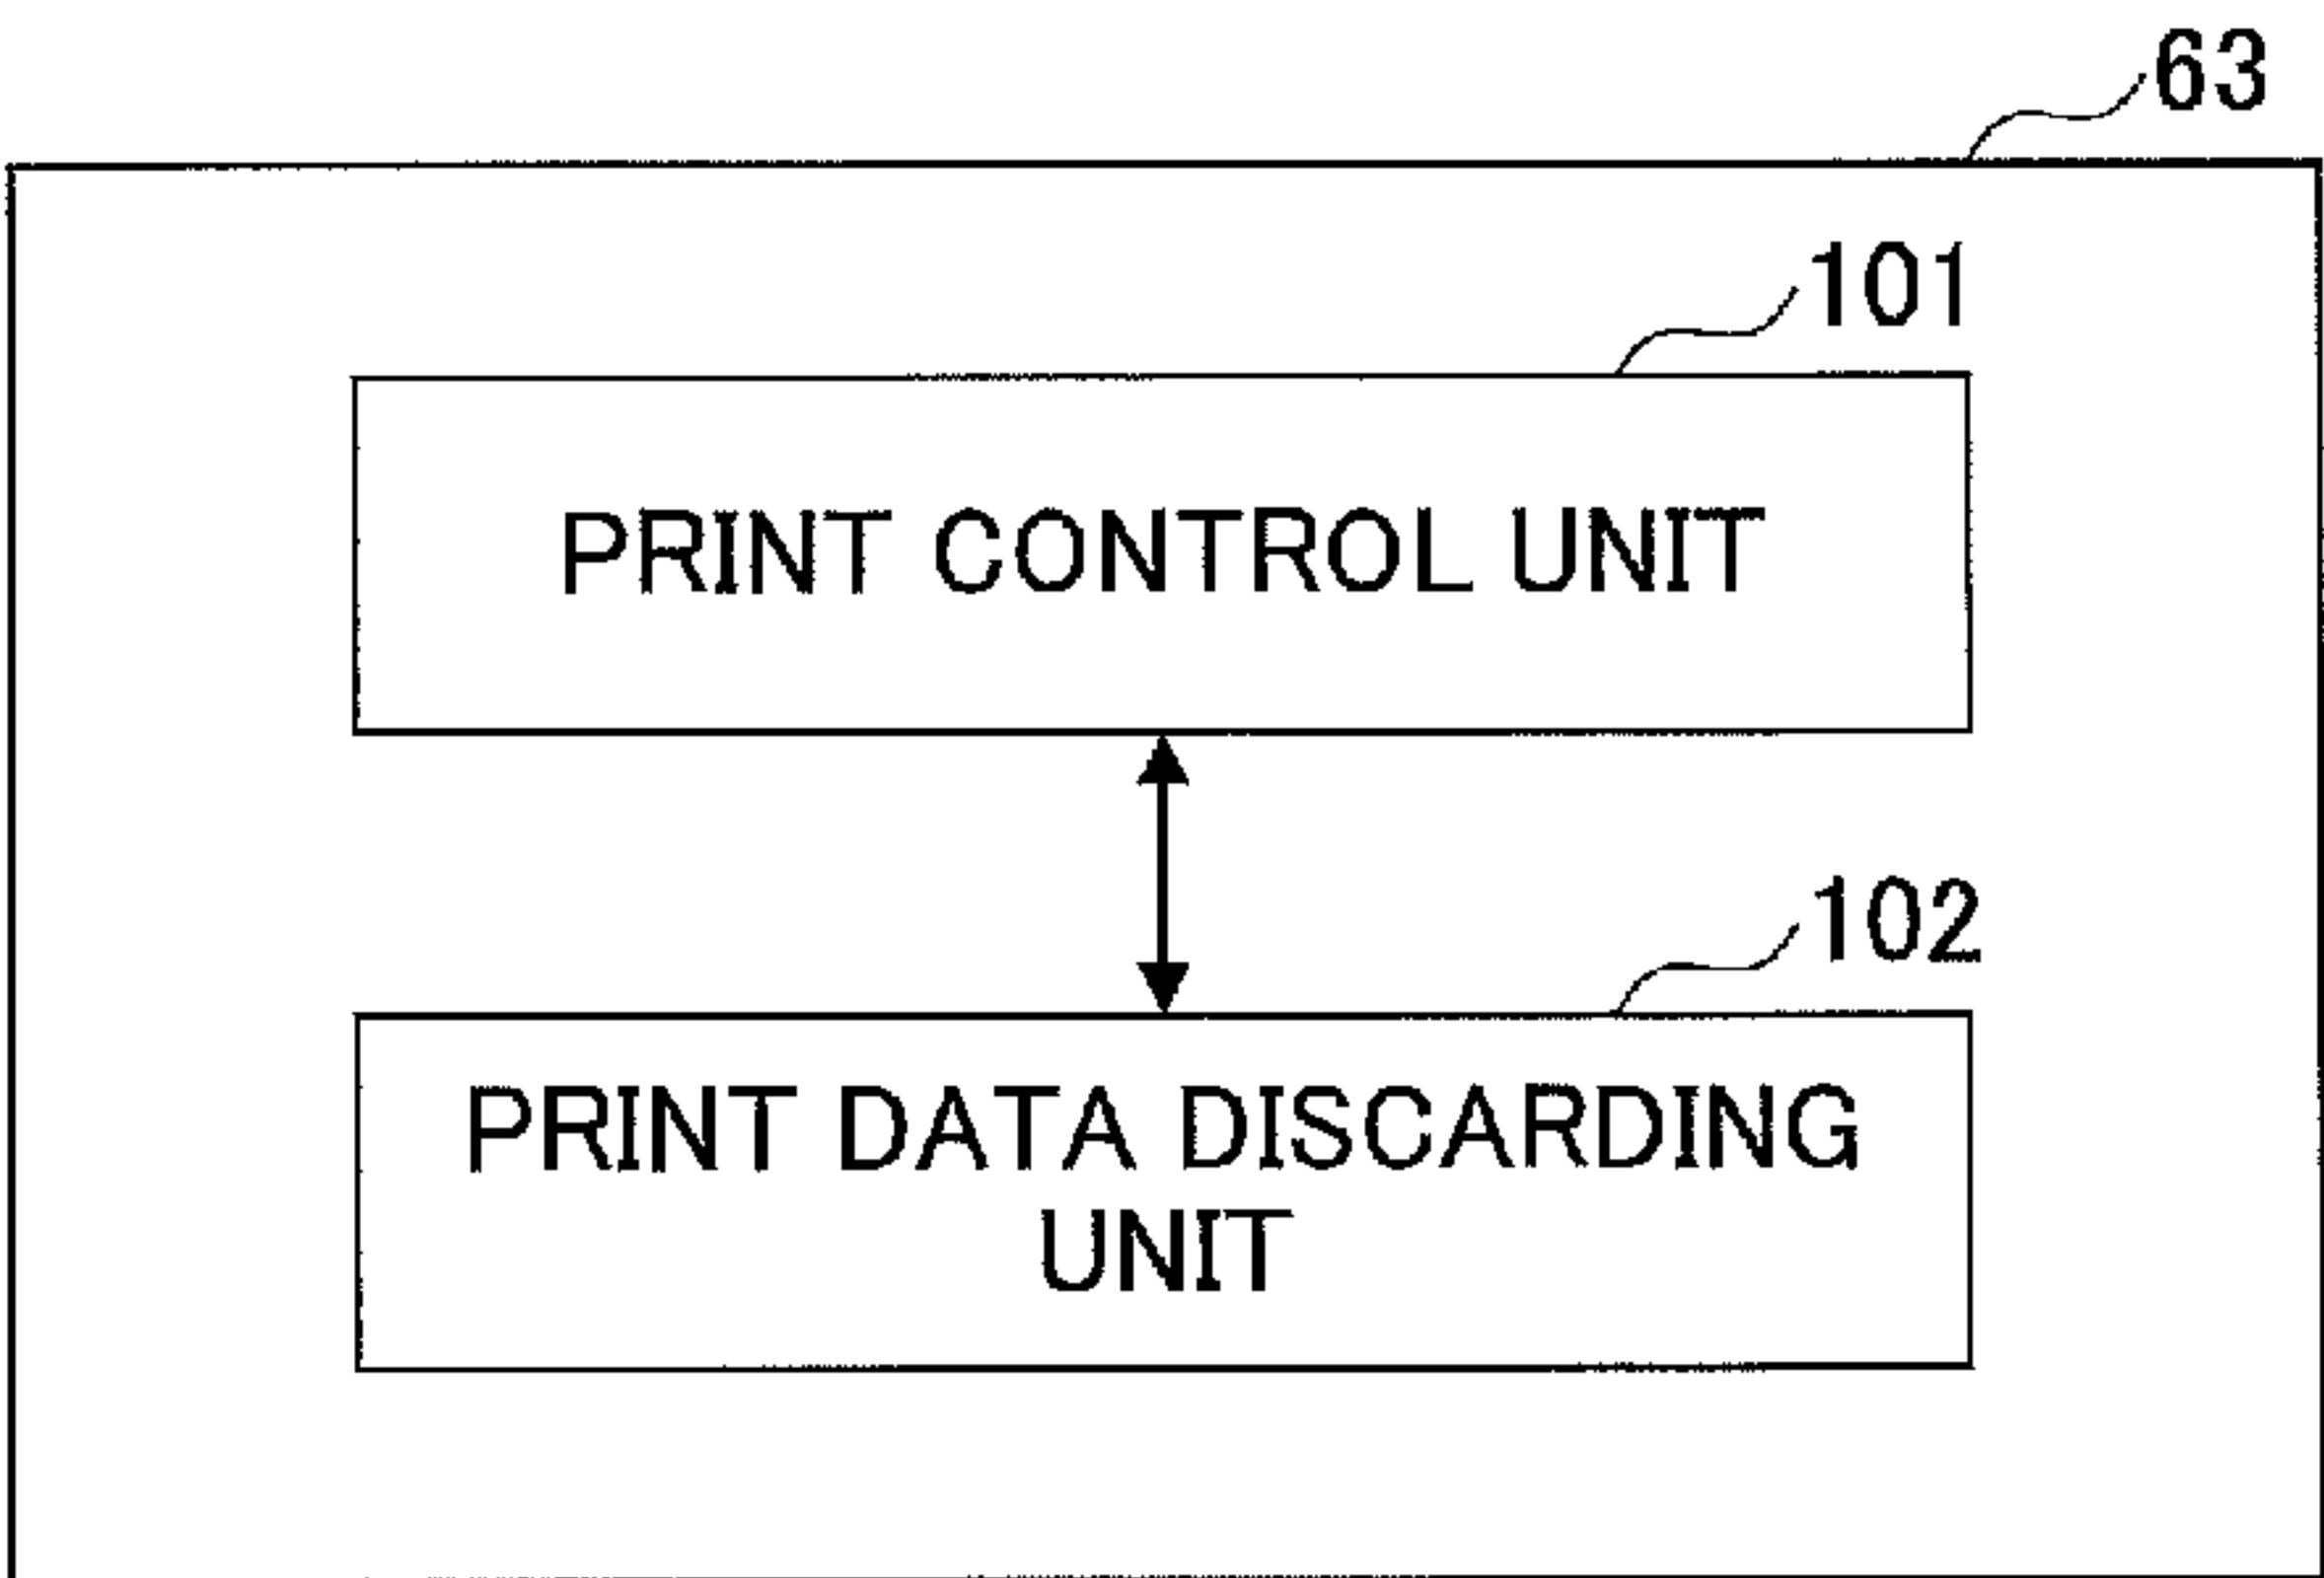 63
101
PRINT CONTROL UNIT
102
PRINT DATA DISCARDING
UNIT